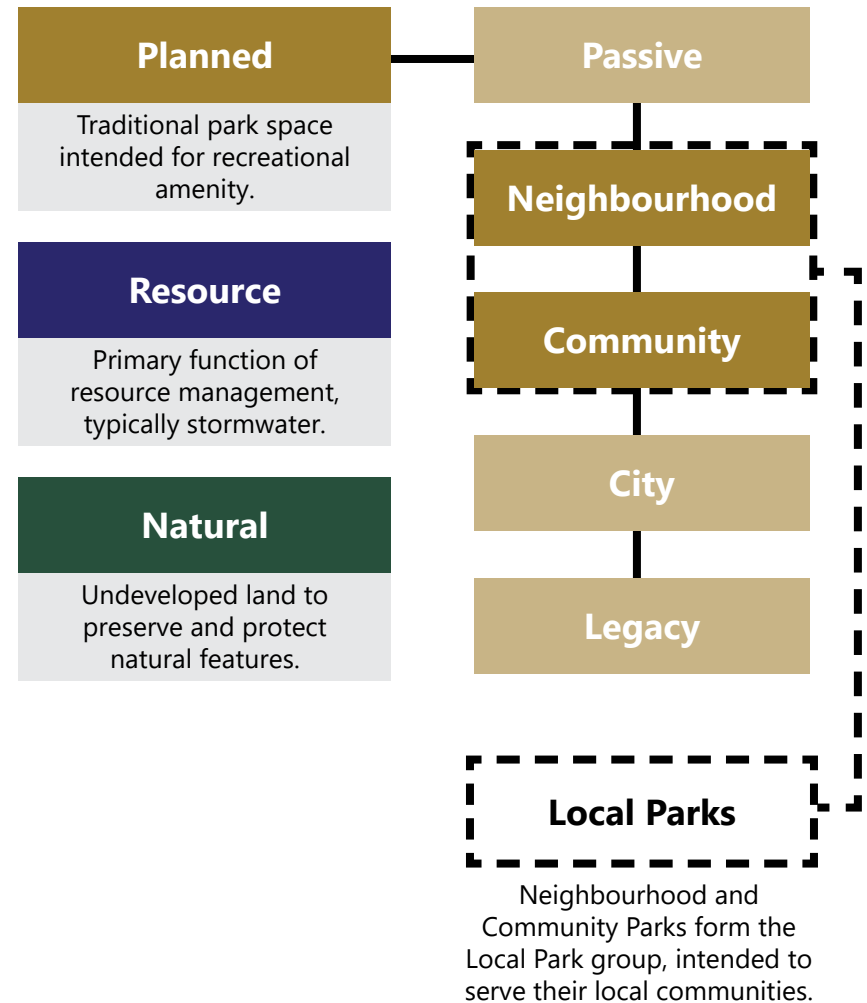 Planned
Traditional park space
intended for recreational
amenity.
Resource
Primary function of
resource management,
typically stormwater.
Natural
Undeveloped land to
preserve and protect
natural features.
Passive
Neighbourhood
Community
City
Legacy
Local Parks
Neighbourhood and
Community Parks form the
Local Park group, intended to
serve their local communities.